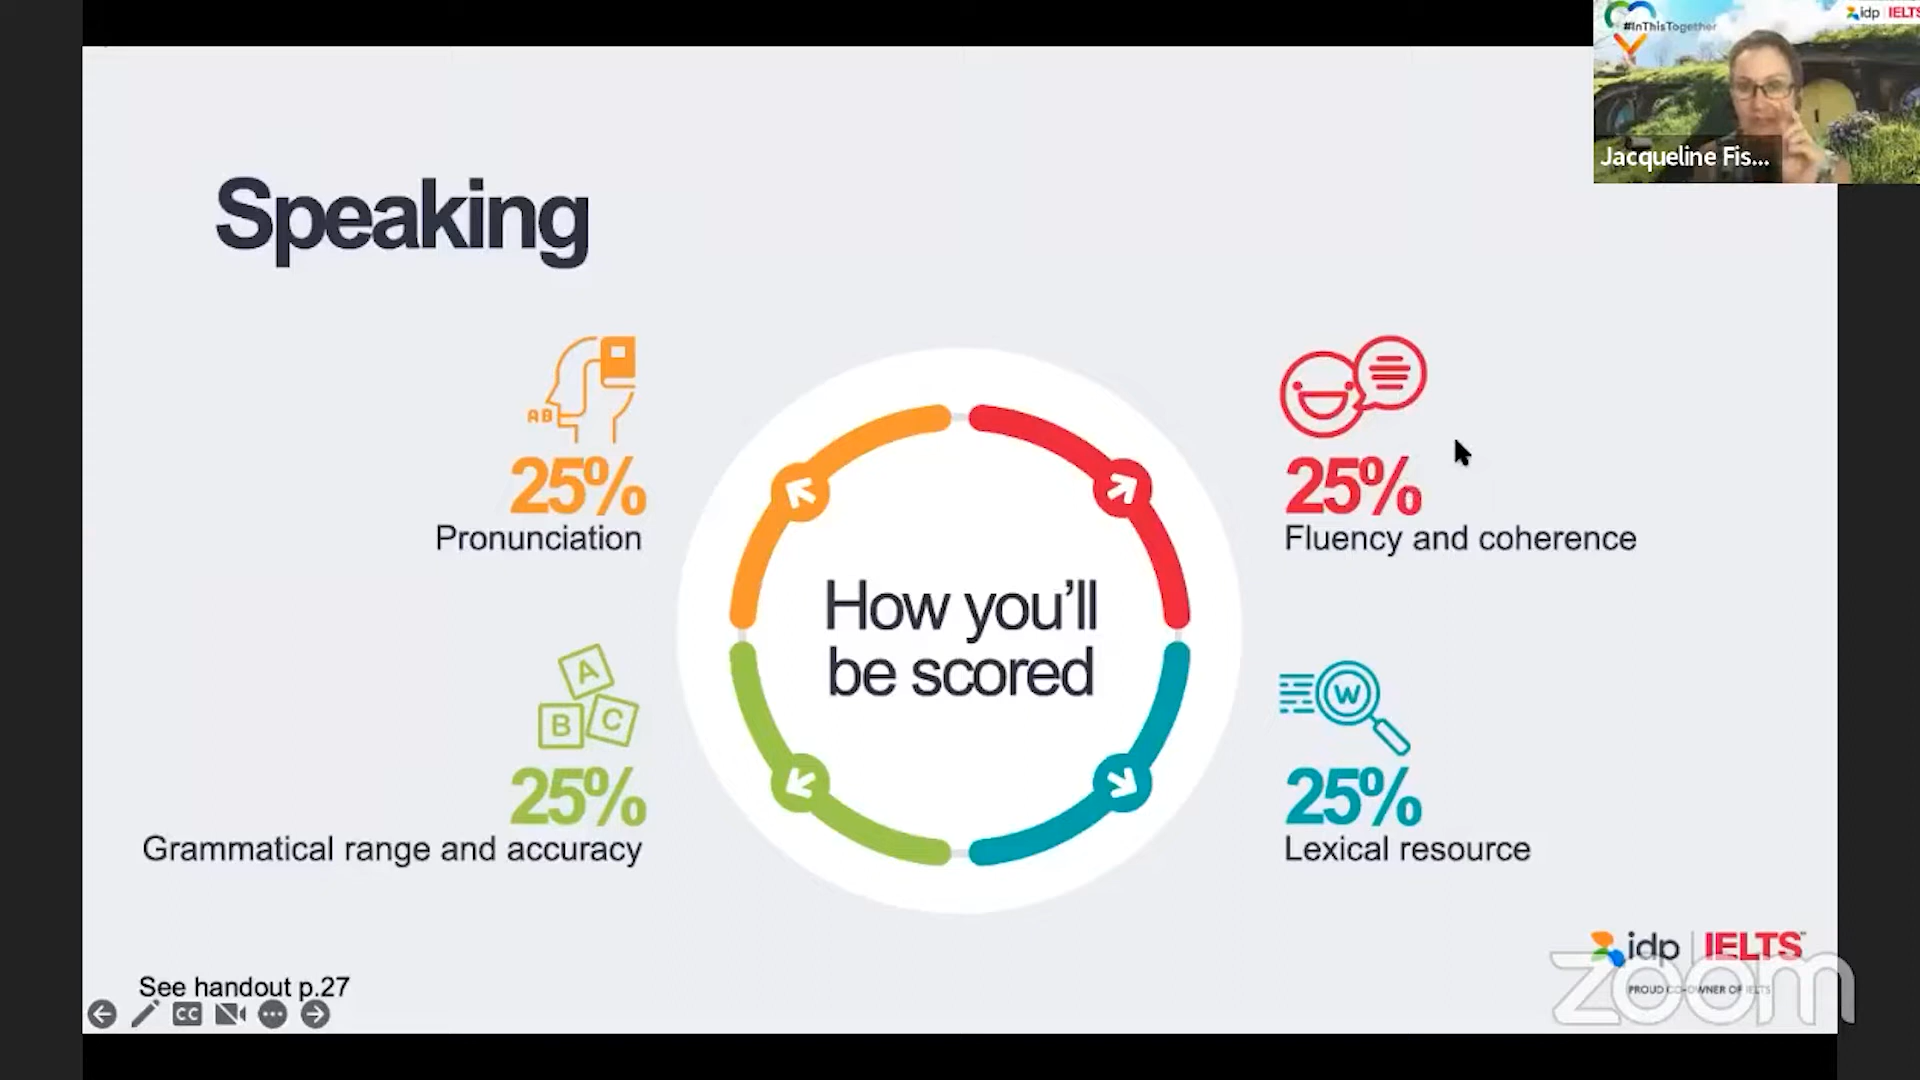 #InThisTogether
idp IELTS
Jacqueline Fis...
Speaking
AB
25%
Pronunciation
25%
Fluency and coherence
How you'll
be scored
A
B C
25%
Grammatical range and accuracy
W
25%
Lexical resource
See handout p.27
CC
idp IELTS
PROUD CO-OWNER OF IELTS
zoom